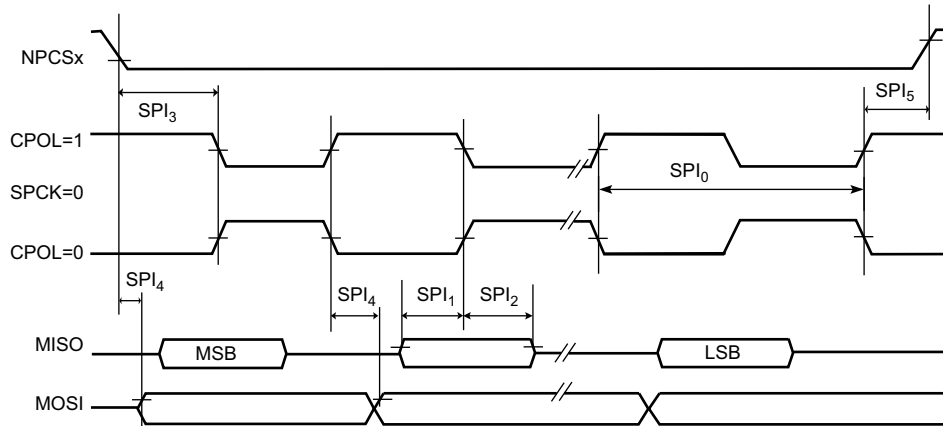 NPCSx
SPI₃
SPI₅
CPOL=1
SPCK=0
SPI₀
CPOL=0
SPI₄
SPI₄
SPI₁
SPI₂
MISO
MSB
LSB
MOSI